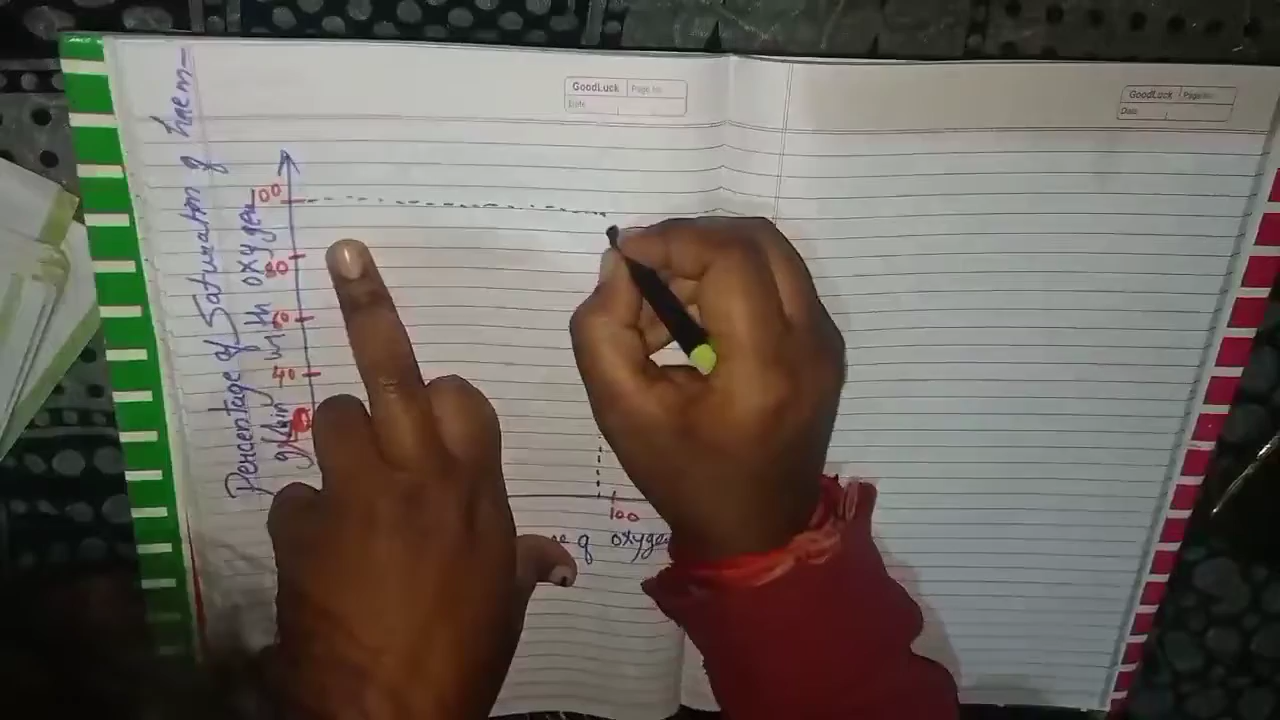 GoodLuck Page No.
Date
GoodLuck Page No.
Date
Percentage of Saturation of haem-
globin with oxygen
100
80
60
40
100
of oxygen